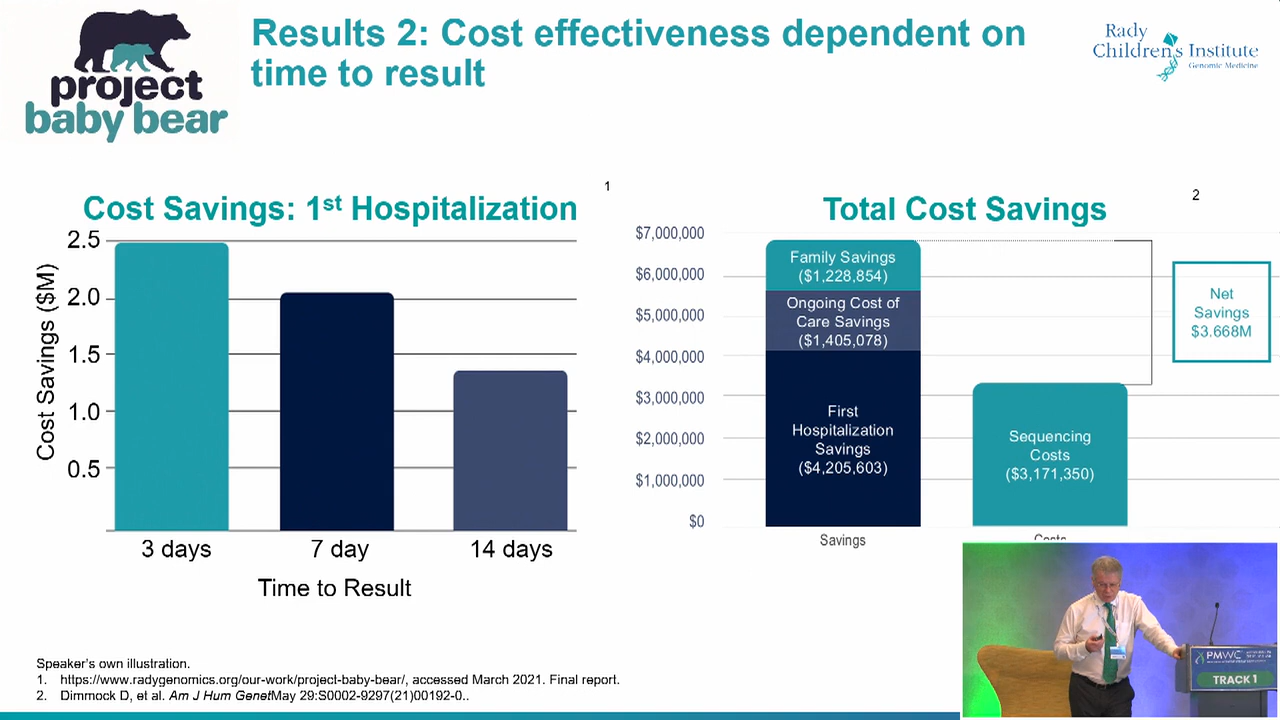 project
baby bear
Results 2: Cost effectiveness dependent on
time to result
Rady
Children's Institute
Genomic Medicine
Cost Savings: 1st Hospitalization
1
Cost Savings ($M)
2.5
2.0
1.5
1.0
0.5
3 days
7 day
14 days
Time to Result
Total Cost Savings
2
$7,000,000
$6,000,000
$5,000,000
$4,000,000
$3,000,000
$2,000,000
$1,000,000
$0
Family Savings
($1,228,854)
Ongoing Cost of
Care Savings
($1,405,078)
First
Hospitalization
Savings
($4,205,603)
Sequencing
Costs
($3,171,350)
Net
Savings
$3.668M
Savings
Costs
Speaker's own illustration.
1. https://www.radygenomics.org/our-work/project-baby-bear/, accessed March 2021. Final report.
2. Dimmock D, et al. Am J Hum GenetMay 29:S0002-9297(21)00192-0..
PMWC
TRACK 1